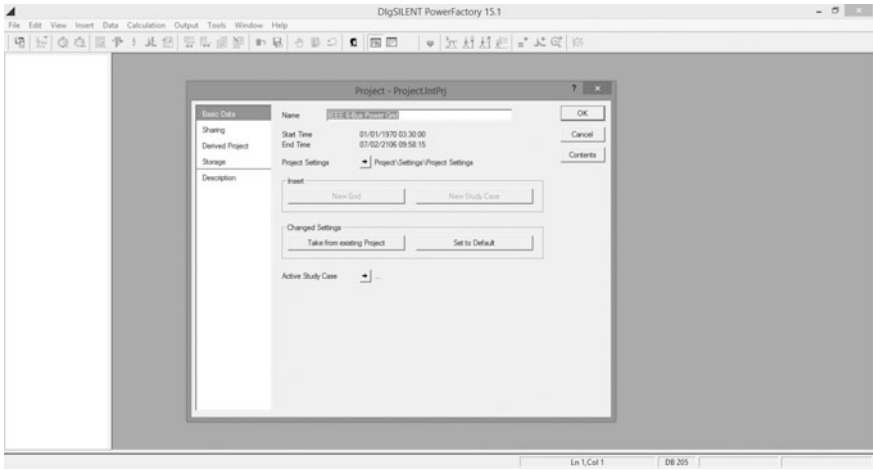 DIgSILENT PowerFactory 15.1
File Edit View Insert Data Calculation Output Tools Window Help
Project - Project.IntPrj
Basic Data
Sharing
Derived Project
Storage
Description
Name IEEE 6-Bus Power Grid
Start Time 01/01/1970 03:30:00
End Time 07/02/2106 09:58:15
Project Settings Project\Settings\Project Settings
Insert
New Grid New Study Case
Changed Settings
Take from existing Project Set to Default
Active Study Case ...
OK
Cancel
Contents
Ln 1,Col 1 DB 205